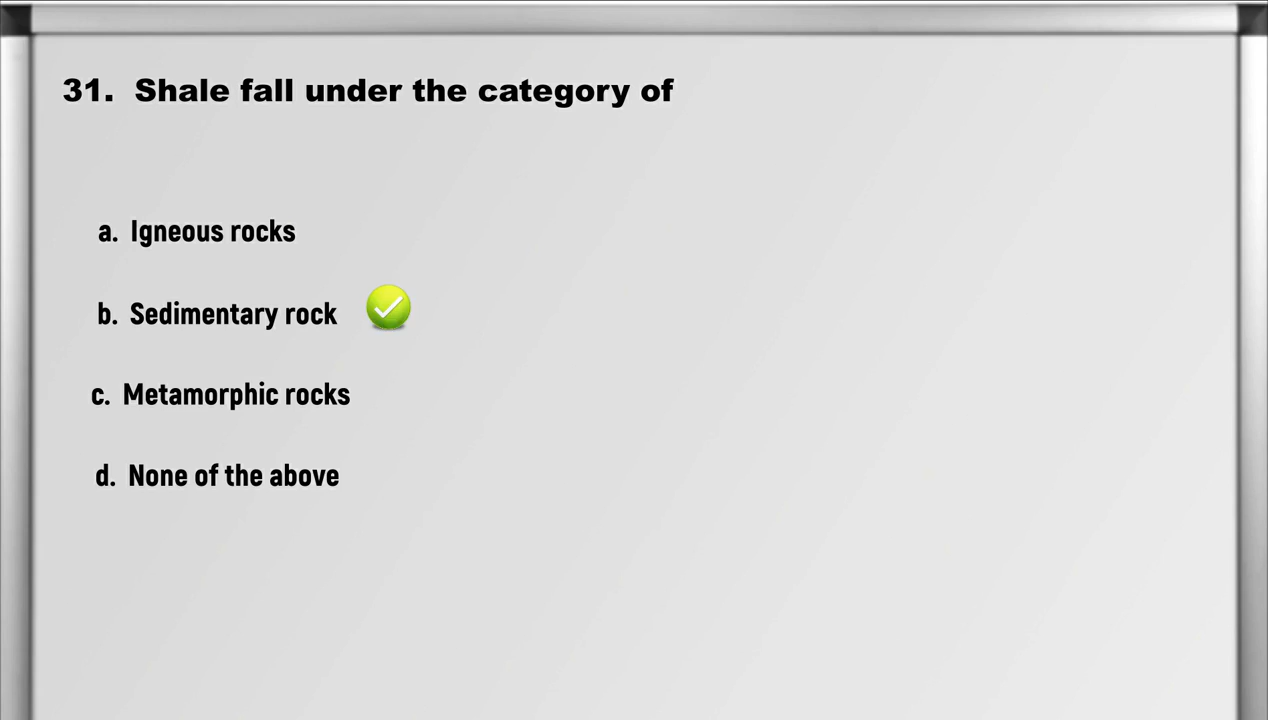 31. Shale fall under the category of
a. Igneous rocks
b. Sedimentary rock
c. Metamorphic rocks
d. None of the above